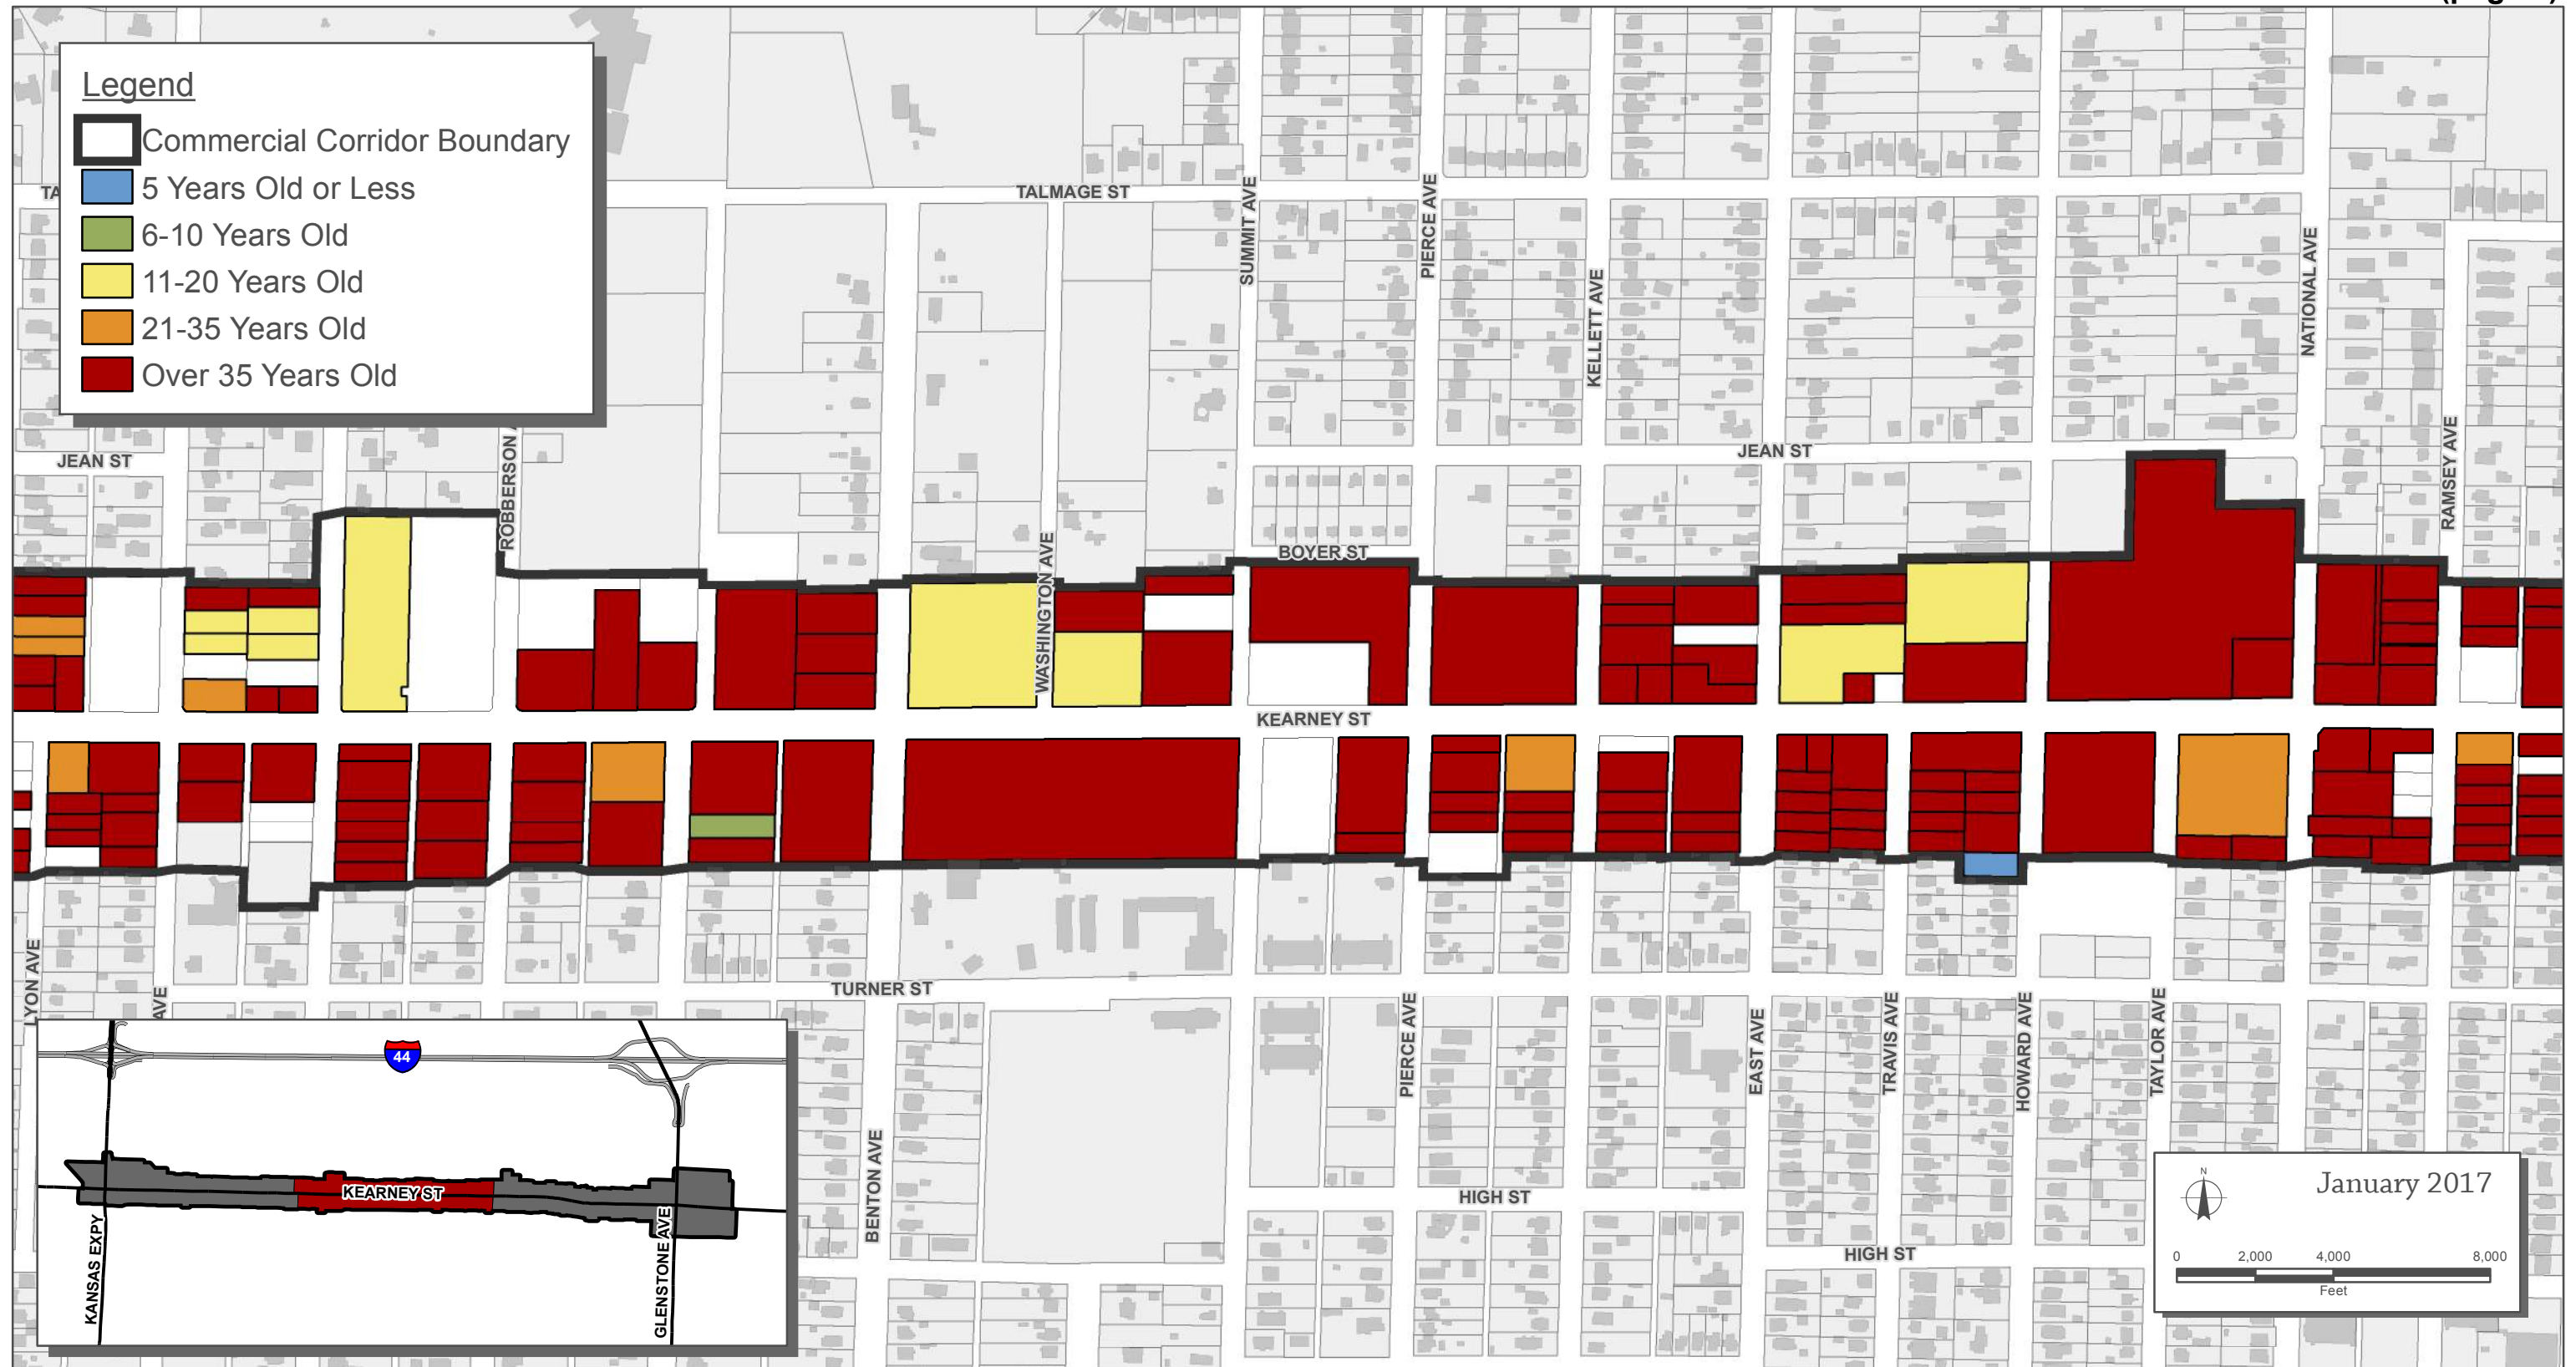 Legend
Commercial Corridor Boundary
5 Years Old or Less
6-10 Years Old
11-20 Years Old
21-35 Years Old
Over 35 Years Old
TALMAGE ST
SUMMIT AVE
PIERCE AVE
KELLETT AVE
NATIONAL AVE
RAMSEY AVE
JEAN ST
ROBBERSON
JEAN ST
WASHINGTON AVE
BOYER ST
KEARNEY ST
LYON AVE
AVE
TURNER ST
BENTON AVE
PIERCE AVE
EAST AVE
TRAVIS AVE
HOWARD AVE
TAYLOR AVE
HIGH ST
HIGH ST
44
KEARNEY ST
KANSAS EXPY
GLENSTONE AVE
N
January 2017
0 2,000 4,000 8,000
Feet